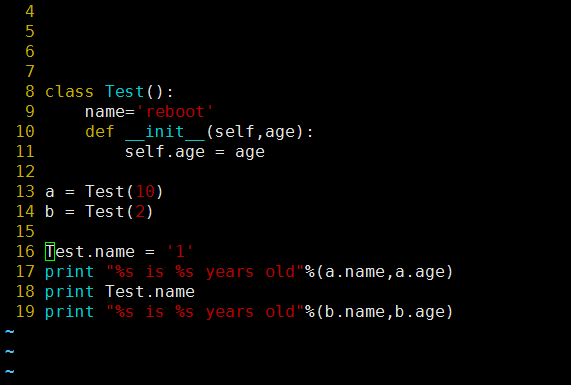 4
5
6
7
8 class Test():
9     name='reboot'
10     def __init__(self,age):
11         self.age = age
12
13 a = Test(10)
14 b = Test(2)
15
16 Test.name = '1'
17 print "%s is %s years old"%(a.name,a.age)
18 print Test.name
19 print "%s is %s years old"%(b.name,b.age)
~
~
~